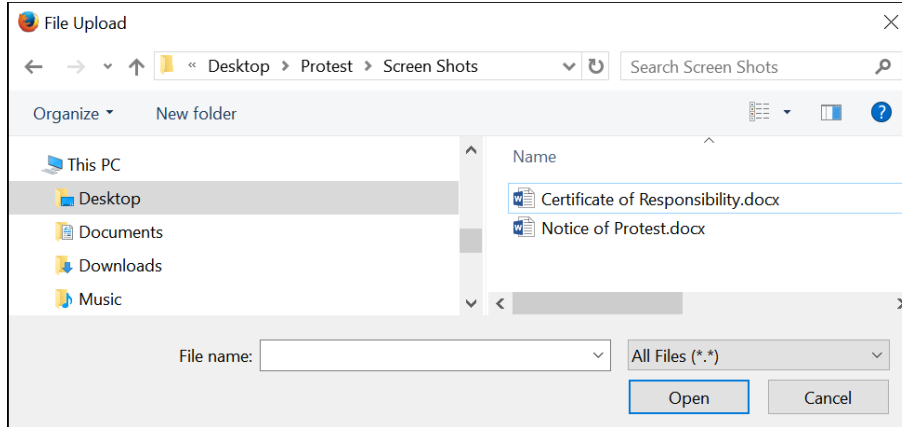 File Upload
« Desktop > Protest > Screen Shots
Search Screen Shots
Organize
New folder
?
This PC
Desktop
Documents
Downloads
Music
Name
Certificate of Responsibility.docx
Notice of Protest.docx
File name:
All Files (*.*)
Open
Cancel